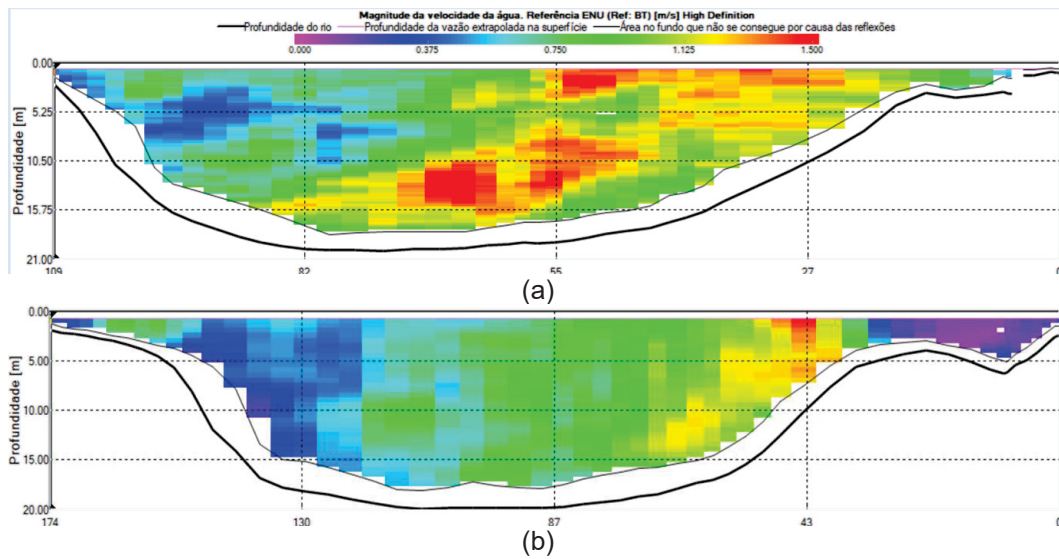 Magnitude da velocidade da água. Referência ENU (Ref: BT) [m/s] High Definition
Profundidade do rio Profundidade da vazão extrapolada na superfície Área no fundo que não se consegue por causa das reflexões
0.000 0.375 0.750 1.125 1.500
Profundidade [m]
0.00
5.25
10.50
15.75
21.00
109 82 55 27
(a)
Profundidade [m]
0.00
5.00
10.00
15.00
20.00
174 130 87 43
(b)